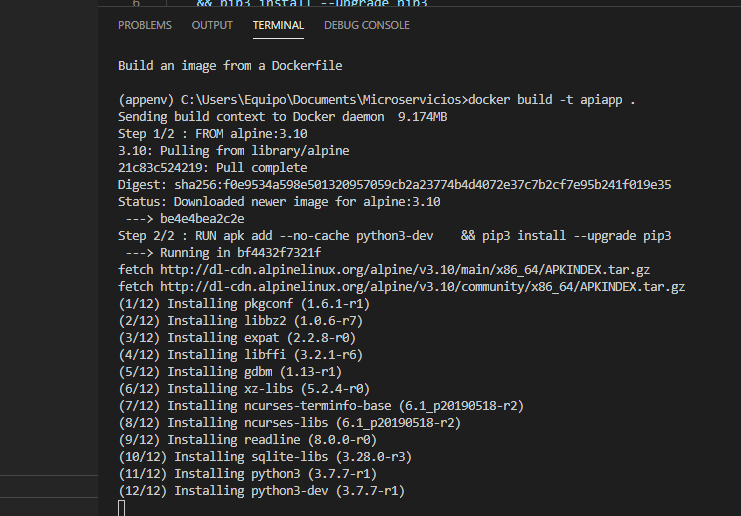 6 && pip3 install --upgrade pip3
PROBLEMS OUTPUT TERMINAL DEBUG CONSOLE
Build an image from a Dockerfile
(appenv) C:\Users\Equipo\Documents\Microservicios>docker build -t apiapp .
Sending build context to Docker daemon  9.174MB
Step 1/2 : FROM alpine:3.10
3.10: Pulling from library/alpine
21c83c524219: Pull complete
Digest: sha256:f0e9534a598e501320957059cb2a23774b4d4072e37c7b2cf7e95b241f019e35
Status: Downloaded newer image for alpine:3.10
 ---> be4e4bea2c2e
Step 2/2 : RUN apk add --no-cache python3-dev    && pip3 install --upgrade pip3
 ---> Running in bf4432f7321f
fetch http://dl-cdn.alpinelinux.org/alpine/v3.10/main/x86_64/APKINDEX.tar.gz
fetch http://dl-cdn.alpinelinux.org/alpine/v3.10/community/x86_64/APKINDEX.tar.gz
(1/12) Installing pkgconf (1.6.1-r1)
(2/12) Installing libbz2 (1.0.6-r7)
(3/12) Installing expat (2.2.8-r0)
(4/12) Installing libffi (3.2.1-r6)
(5/12) Installing gdbm (1.13-r1)
(6/12) Installing xz-libs (5.2.4-r0)
(7/12) Installing ncurses-terminfo-base (6.1_p20190518-r2)
(8/12) Installing ncurses-libs (6.1_p20190518-r2)
(9/12) Installing readline (8.0.0-r0)
(10/12) Installing sqlite-libs (3.28.0-r3)
(11/12) Installing python3 (3.7.7-r1)
(12/12) Installing python3-dev (3.7.7-r1)